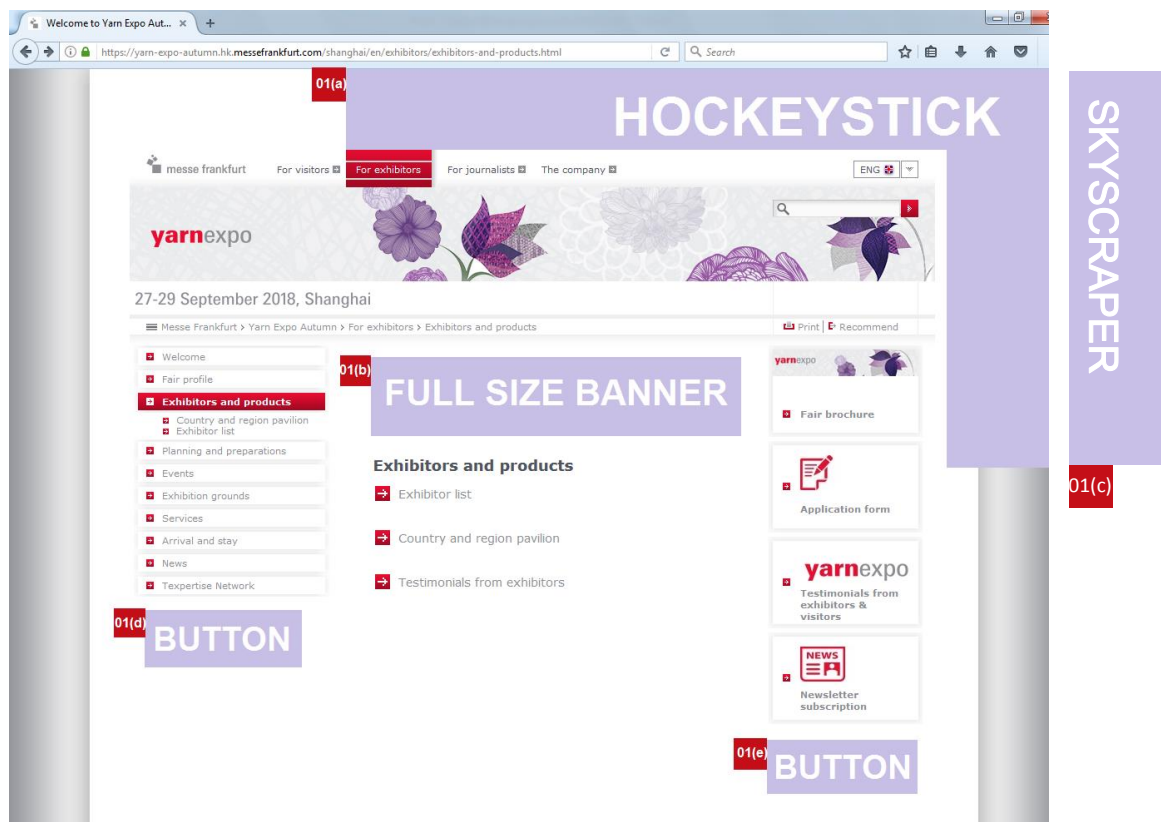 Welcome to Yarn Expo Aut... × +
https://yarn-expo-autumn.hk.messefrankfurt.com/shanghai/en/exhibitors/exhibitors-and-products.html
Search
01(a)
HOCKEYSTICK
SKYSCRAPER
01(c)
messe frankfurt
For visitors
For exhibitors
For journalists
The company
ENG
yarnexpo
27-29 September 2018, Shanghai
Messe Frankfurt > Yarn Expo Autumn > For exhibitors > Exhibitors and products
Print | Recommend
Welcome
Fair profile
Exhibitors and products
Country and region pavilion
Exhibitor list
Planning and preparations
Events
Exhibition grounds
Services
Arrival and stay
News
Texpertise Network
01(d)
BUTTON
01(b)
FULL SIZE BANNER
Exhibitors and products
Exhibitor list
Country and region pavilion
Testimonials from exhibitors
yarnexpo
Fair brochure
Application form
yarnexpo
Testimonials from
exhibitors &
visitors
NEWS
Newsletter
subscription
01(e)
BUTTON